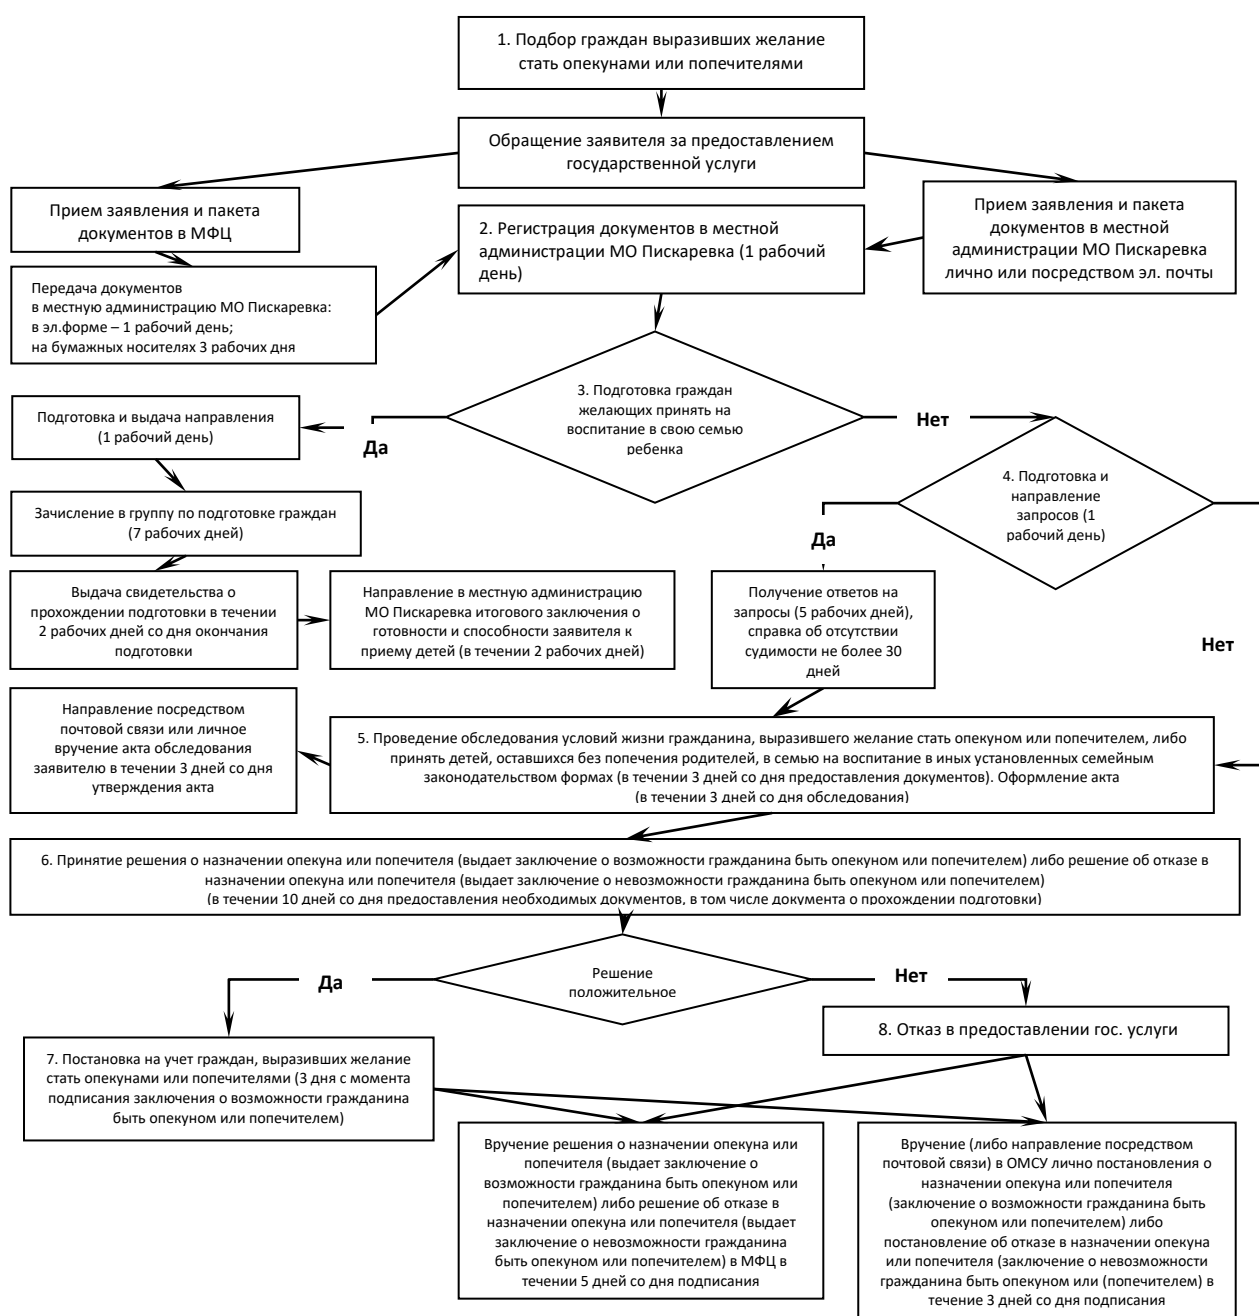 1. Подбор граждан выразивших желание
стать опекунами или попечителями
Обращение заявителя за предоставлением
государственной услуги
Прием заявления и пакета
документов в МФЦ
2. Регистрация документов в местной
администрации МО Пискаревка (1 рабочий
день)
Прием заявления и пакета
документов в местной
администрации МО Пискаревка
лично или посредством эл. почты
Передача документов
в местную администрацию МО Пискаревка:
в эл.форме – 1 рабочий день;
на бумажных носителях 3 рабочих дня
3. Подготовка граждан
желающих принять на
воспитание в свою семью
ребенка
Да
Нет
Подготовка и выдача направления
(1 рабочий день)
4. Подготовка и
направление
запросов (1
рабочий день)
Да
Нет
Зачисление в группу по подготовке граждан
(7 рабочих дней)
Выдача свидетельства о
прохождении подготовки в течении
2 рабочих дней со дня окончания
подготовки
Направление в местную администрацию
МО Пискаревка итогового заключения о
готовности и способности заявителя к
приему детей (в течении 2 рабочих дней)
Получение ответов на
запросы (5 рабочих дней),
справка об отсутствии
судимости не более 30
дней
Направление посредством
почтовой связи или личное
вручение акта обследования
заявителю в течении 3 дней со дня
утверждения акта
5. Проведение обследования условий жизни гражданина, выразившего желание стать опекуном или попечителем, либо
принять детей, оставшихся без попечения родителей, в семью на воспитание в иных установленных семейным
законодательством формах (в течении 3 дней со дня предоставления документов). Оформление акта
(в течении 3 дней со дня обследования)
6. Принятие решения о назначении опекуна или попечителя (выдает заключение о возможности гражданина быть опекуном или попечителем) либо решение об отказе в
назначении опекуна или попечителя (выдает заключение о невозможности гражданина быть опекуном или попечителем)
(в течении 10 дней со дня предоставления необходимых документов, в том числе документа о прохождении подготовки)
Решение
положительное
Да
Нет
7. Постановка на учет граждан, выразивших желание
стать опекунами или попечителями (3 дня с момента
подписания заключения о возможности гражданина
быть опекуном или попечителем)
8. Отказ в предоставлении гос. услуги
Вручение решения о назначении опекуна или
попечителя (выдает заключение о
возможности гражданина быть опекуном или
попечителем) либо решение об отказе в
назначении опекуна или попечителя (выдает
заключение о невозможности гражданина
быть опекуном или попечителем) в МФЦ в
течении 5 дней со дня подписания
Вручение (либо направление посредством
почтовой связи) в ОМСУ лично постановления о
назначении опекуна или попечителя
(заключение о возможности гражданина быть
опекуном или попечителем) либо
постановление об отказе в назначении опекуна
или попечителя (заключение о невозможности
гражданина быть опекуном или (попечителем) в
течение 3 дней со дня подписания